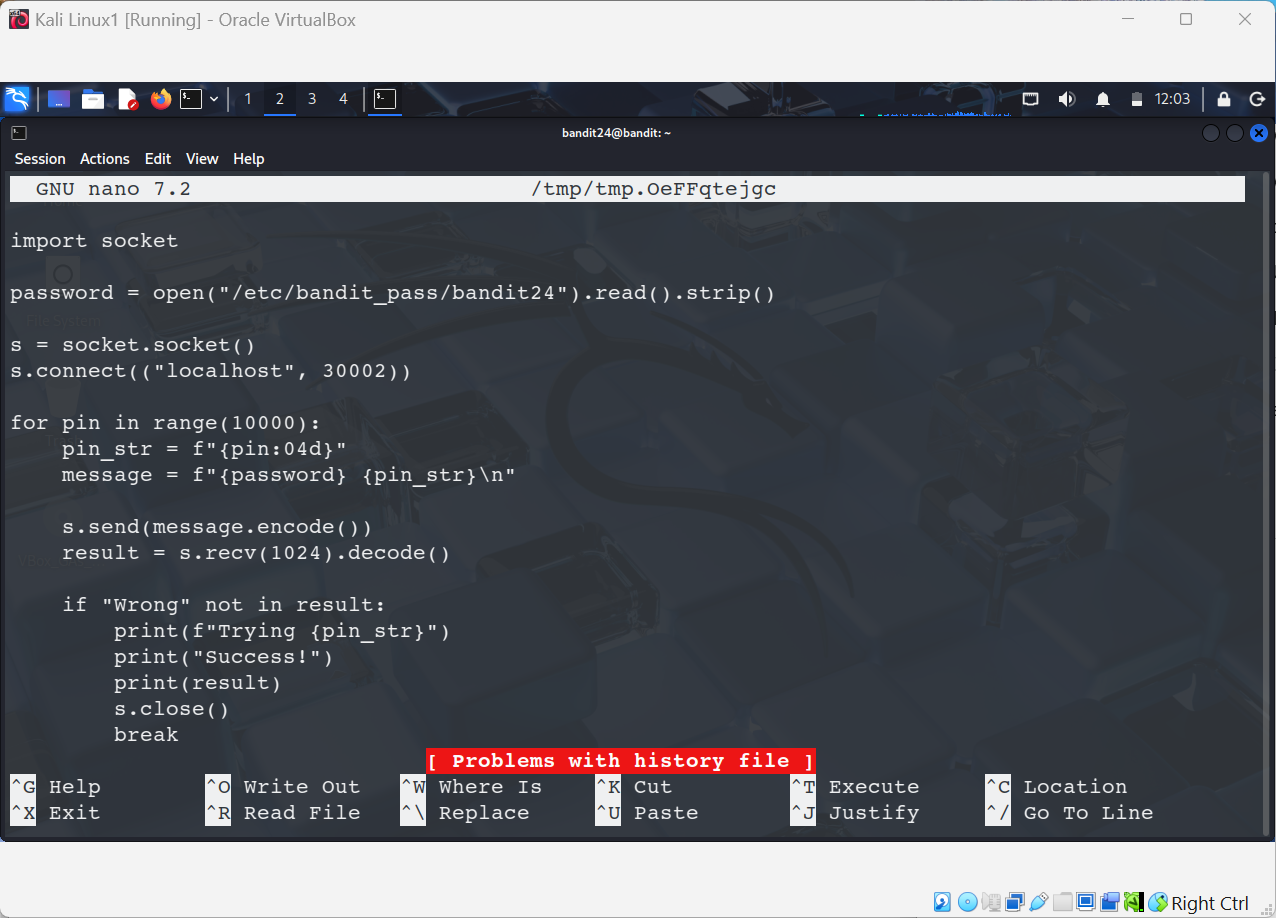 Kali Linux1 [Running] - Oracle VirtualBox
1 2 3 4 12:03
bandit24@bandit: ~
Session Actions Edit View Help
GNU nano 7.2 /tmp/tmp.OeFFqtejgc
import socket
password = open("/etc/bandit_pass/bandit24").read().strip()
File System
s = socket.socket()
s.connect(("localhost", 30002))
for pin in range(10000):
    pin_str = f"{pin:04d}"
    message = f"{password} {pin_str}\n"
    s.send(message.encode())
    result = s.recv(1024).decode()
    if "Wrong" not in result:
        print(f"Trying {pin_str}")
        print("Success!")
        print(result)
        s.close()
        break
[ Problems with history file ]
^G Help ^O Write Out ^W Where Is ^K Cut ^T Execute ^C Location
^X Exit ^R Read File ^\ Replace ^U Paste ^J Justify ^/ Go To Line
Right Ctrl